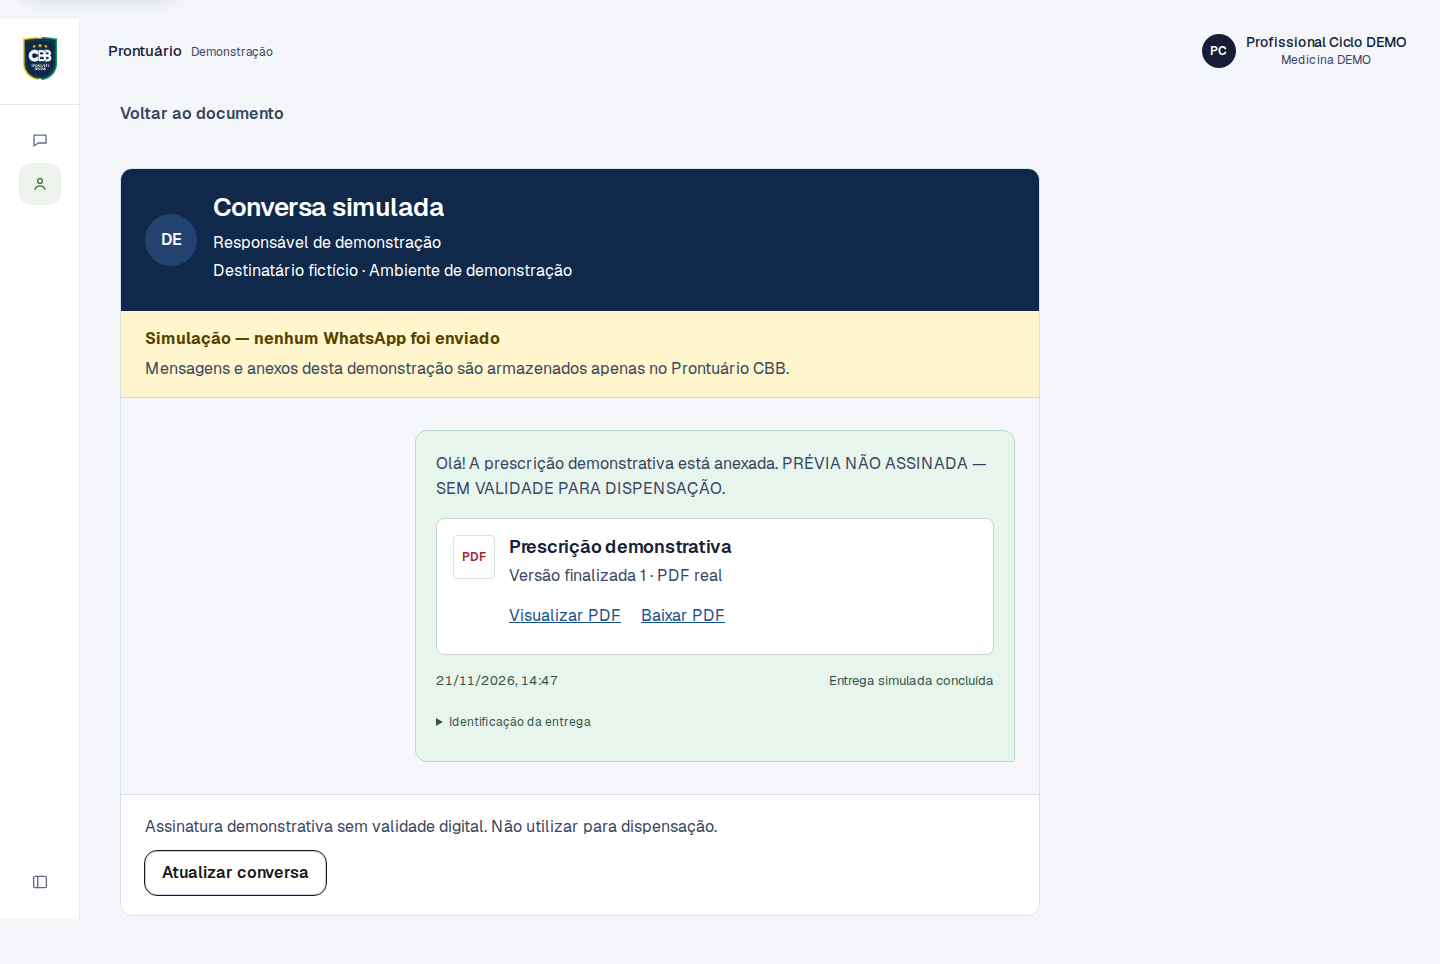 CBB
Prontuário Demonstração
PC
Profissional Ciclo DEMO
Medicina DEMO
Voltar ao documento
DE
Conversa simulada
Responsável de demonstração
Destinatário fictício · Ambiente de demonstração
Simulação — nenhum WhatsApp foi enviado
Mensagens e anexos desta demonstração são armazenados apenas no Prontuário CBB.
Olá! A prescrição demonstrativa está anexada. PRÉVIA NÃO ASSINADA —
SEM VALIDADE PARA DISPENSAÇÃO.
PDF
Prescrição demonstrativa
Versão finalizada 1 · PDF real
Visualizar PDF Baixar PDF
21/11/2026, 14:47 Entrega simulada concluída
Identificação da entrega
Assinatura demonstrativa sem validade digital. Não utilizar para dispensação.
Atualizar conversa